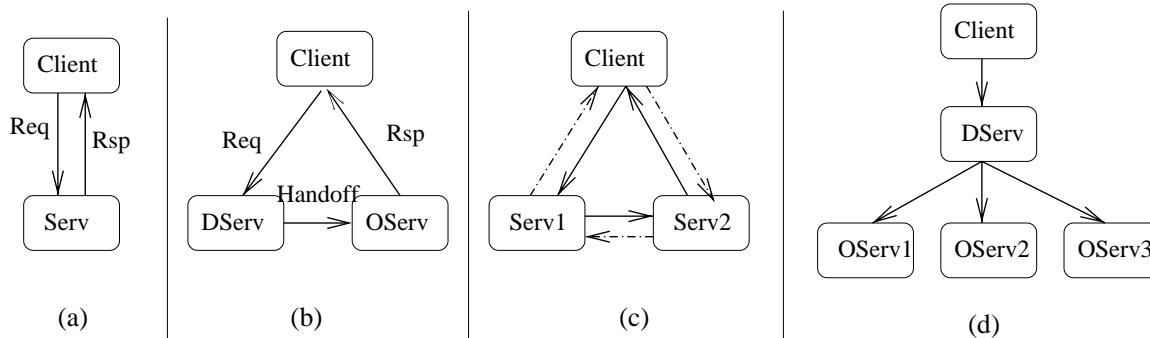 Client
Req
Rsp
Serv
(a)
Client
Req
Rsp
Handoff
DServ
OServ
(b)
Client
Serv1
Serv2
(c)
Client
DServ
OServ1
OServ2
OServ3
(d)